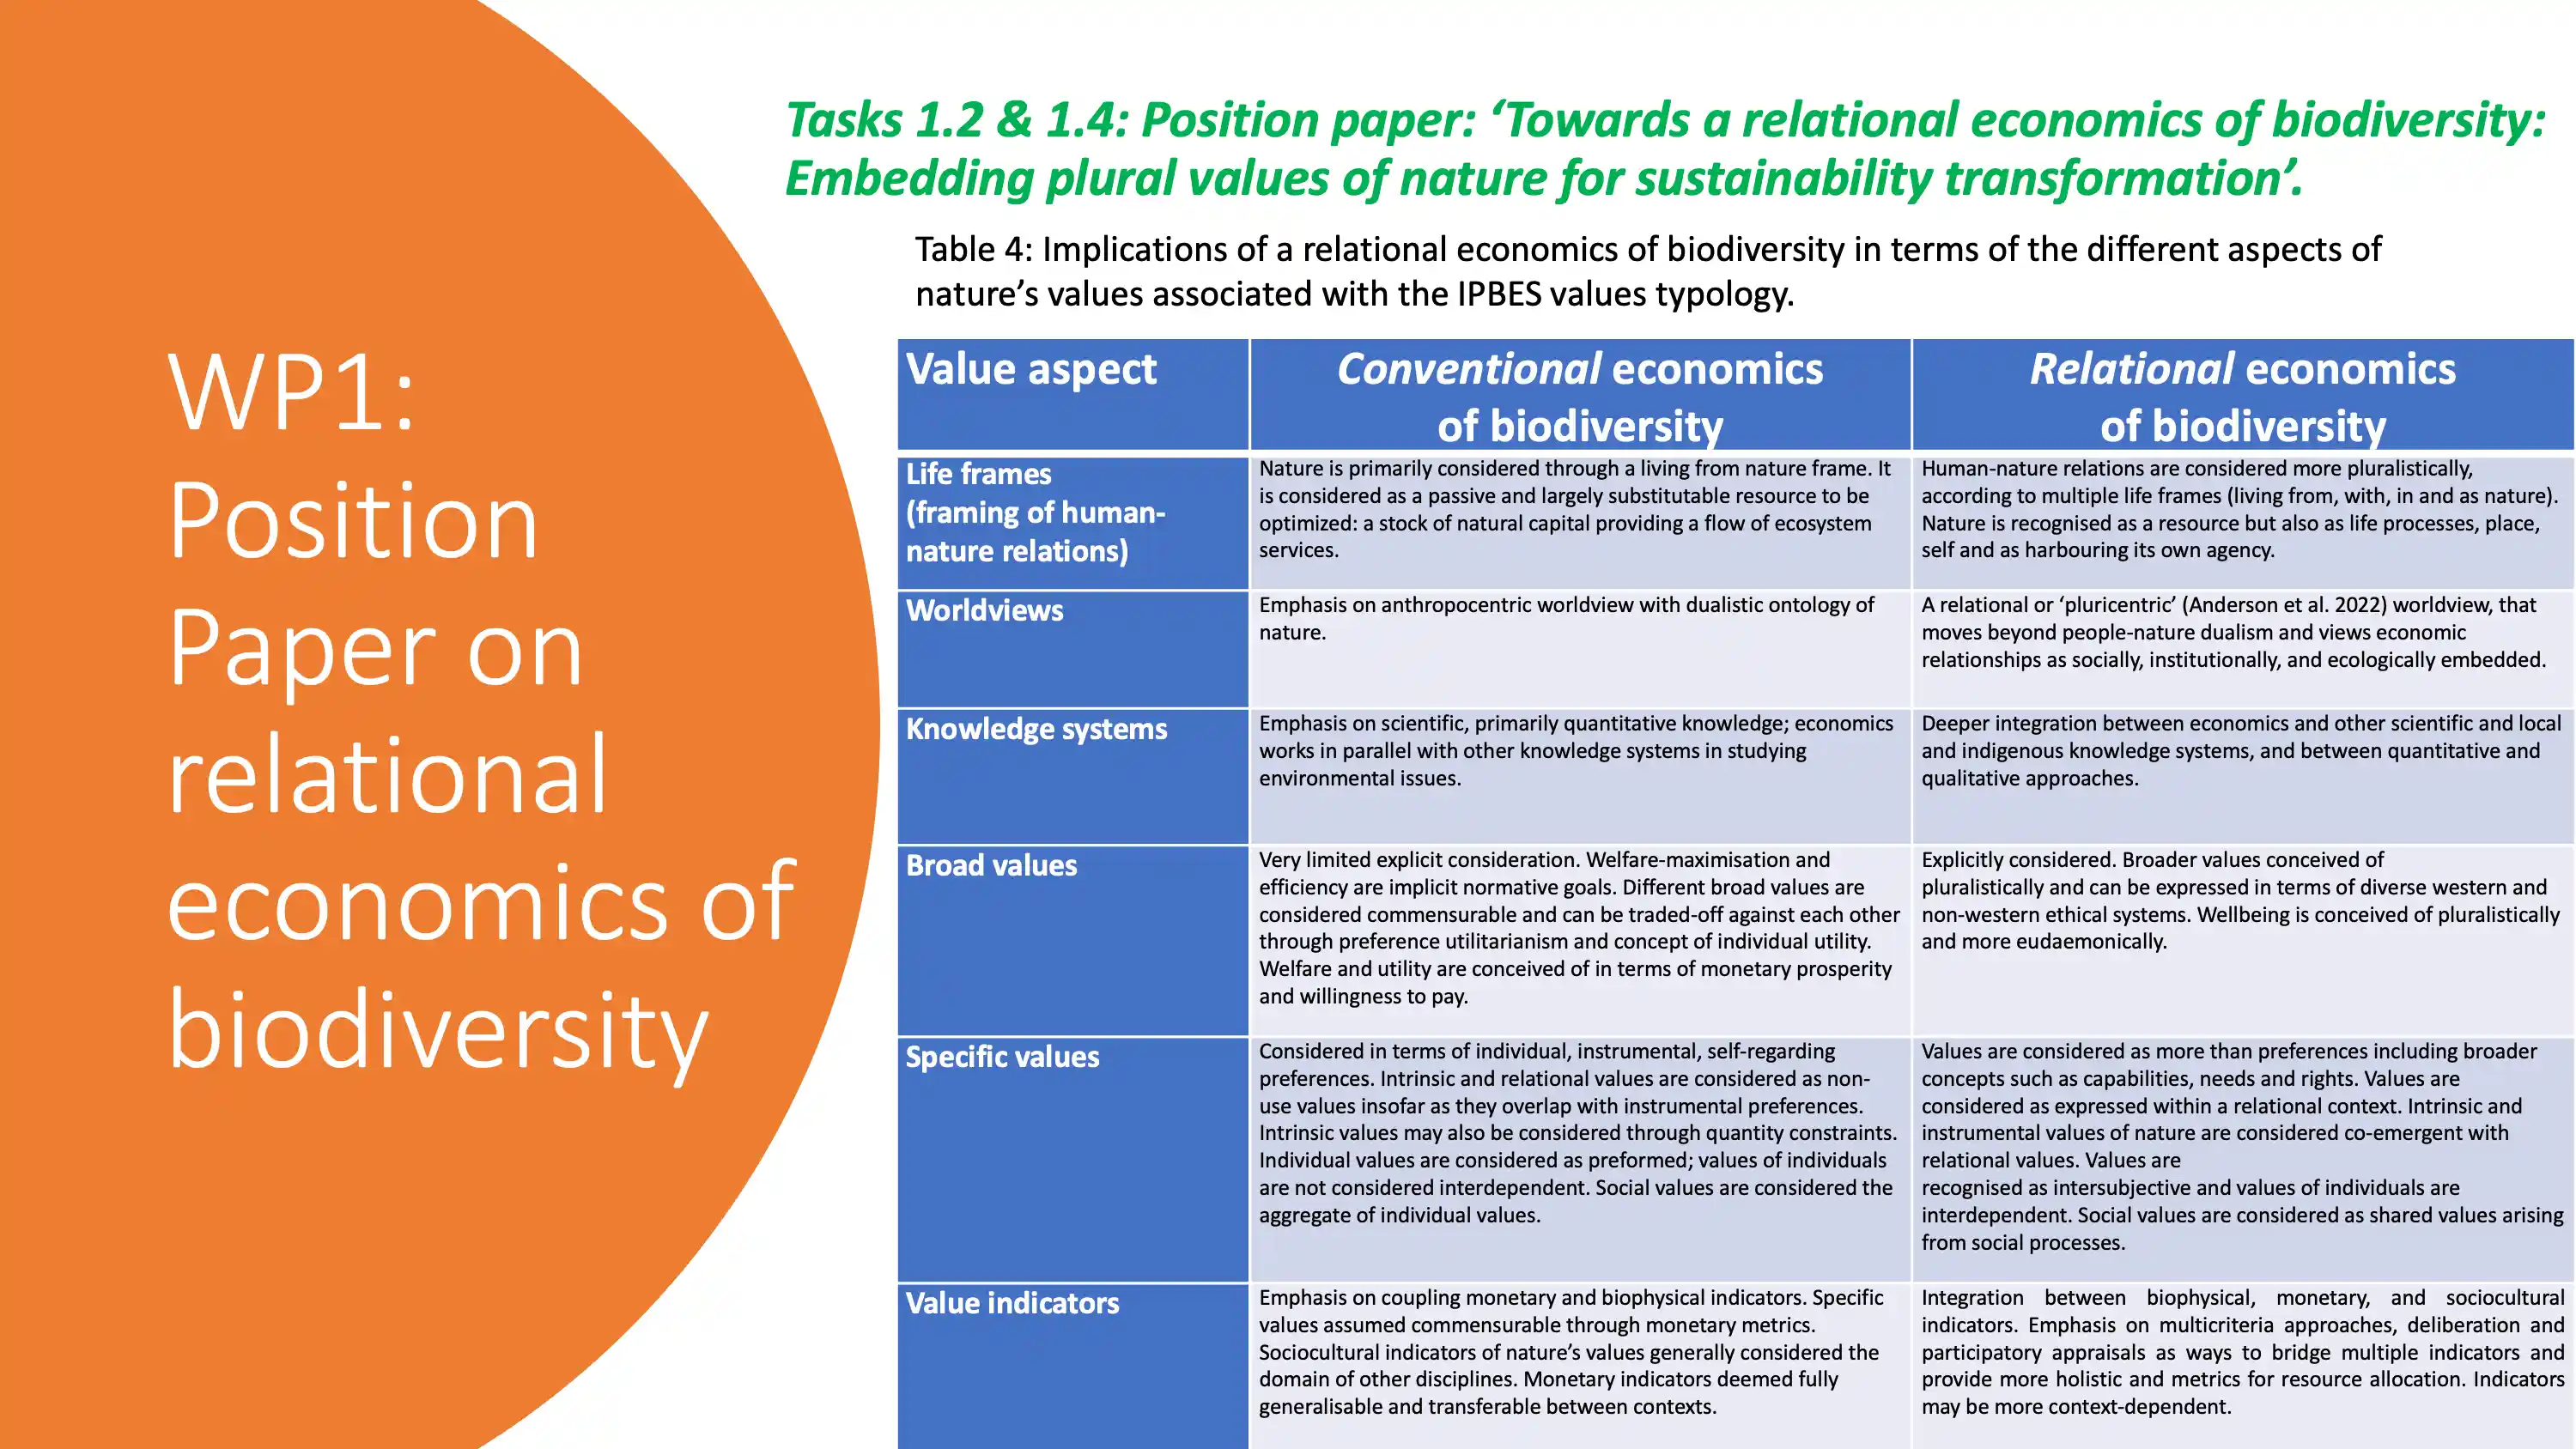 WP1:
Position
Paper on
relational
economics of
biodiversity
Tasks 1.2 & 1.4: Position paper: ‘Towards a relational economics of biodiversity:
Embedding plural values of nature for sustainability transformation’.
Table 4: Implications of a relational economics of biodiversity in terms of the different aspects of
nature’s values associated with the IPBES values typology.
Value aspect
Conventional economics
of biodiversity
Relational economics
of biodiversity
Life frames
(framing of human-
nature relations)
Nature is primarily considered through a living from nature frame. It
is considered as a passive and largely substitutable resource to be
optimized: a stock of natural capital providing a flow of ecosystem
services.
Human-nature relations are considered more pluralistically,
according to multiple life frames (living from, with, in and as nature).
Nature is recognised as a resource but also as life processes, place,
self and as harbouring its own agency.
Worldviews
Emphasis on anthropocentric worldview with dualistic ontology of
nature.
A relational or ‘pluricentric’ (Anderson et al. 2022) worldview, that
moves beyond people-nature dualism and views economic
relationships as socially, institutionally, and ecologically embedded.
Knowledge systems
Emphasis on scientific, primarily quantitative knowledge; economics
works in parallel with other knowledge systems in studying
environmental issues.
Deeper integration between economics and other scientific and local
and indigenous knowledge systems, and between quantitative and
qualitative approaches.
Broad values
Very limited explicit consideration. Welfare-maximisation and
efficiency are implicit normative goals. Different broad values are
considered commensurable and can be traded-off against each other
through preference utilitarianism and concept of individual utility.
Welfare and utility are conceived of in terms of monetary prosperity
and willingness to pay.
Explicitly considered. Broader values conceived of
pluralistically and can be expressed in terms of diverse western and
non-western ethical systems. Wellbeing is conceived of pluralistically
and more eudaemonically.
Specific values
Considered in terms of individual, instrumental, self-regarding
preferences. Intrinsic and relational values are considered as non-
use values insofar as they overlap with instrumental preferences.
Intrinsic values may also be considered through quantity constraints.
Individual values are considered as preformed; values of individuals
are not considered interdependent. Social values are considered the
aggregate of individual values.
Values are considered as more than preferences including broader
concepts such as capabilities, needs and rights. Values are
considered as expressed within a relational context. Intrinsic and
instrumental values of nature are considered co-emergent with
relational values. Values are
recognised as intersubjective and values of individuals are
interdependent. Social values are considered as shared values arising
from social processes.
Value indicators
Emphasis on coupling monetary and biophysical indicators. Specific
values assumed commensurable through monetary metrics.
Sociocultural indicators of nature’s values generally considered the
domain of other disciplines. Monetary indicators deemed fully
generalisable and transferable between contexts.
Integration between biophysical, monetary, and sociocultural
indicators. Emphasis on multicriteria approaches, deliberation and
participatory appraisals as ways to bridge multiple indicators and
provide more holistic and metrics for resource allocation. Indicators
may be more context-dependent.